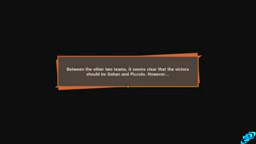 Between the other two teams, it seems clear that the victors
should be Gohan and Piccolo. However...